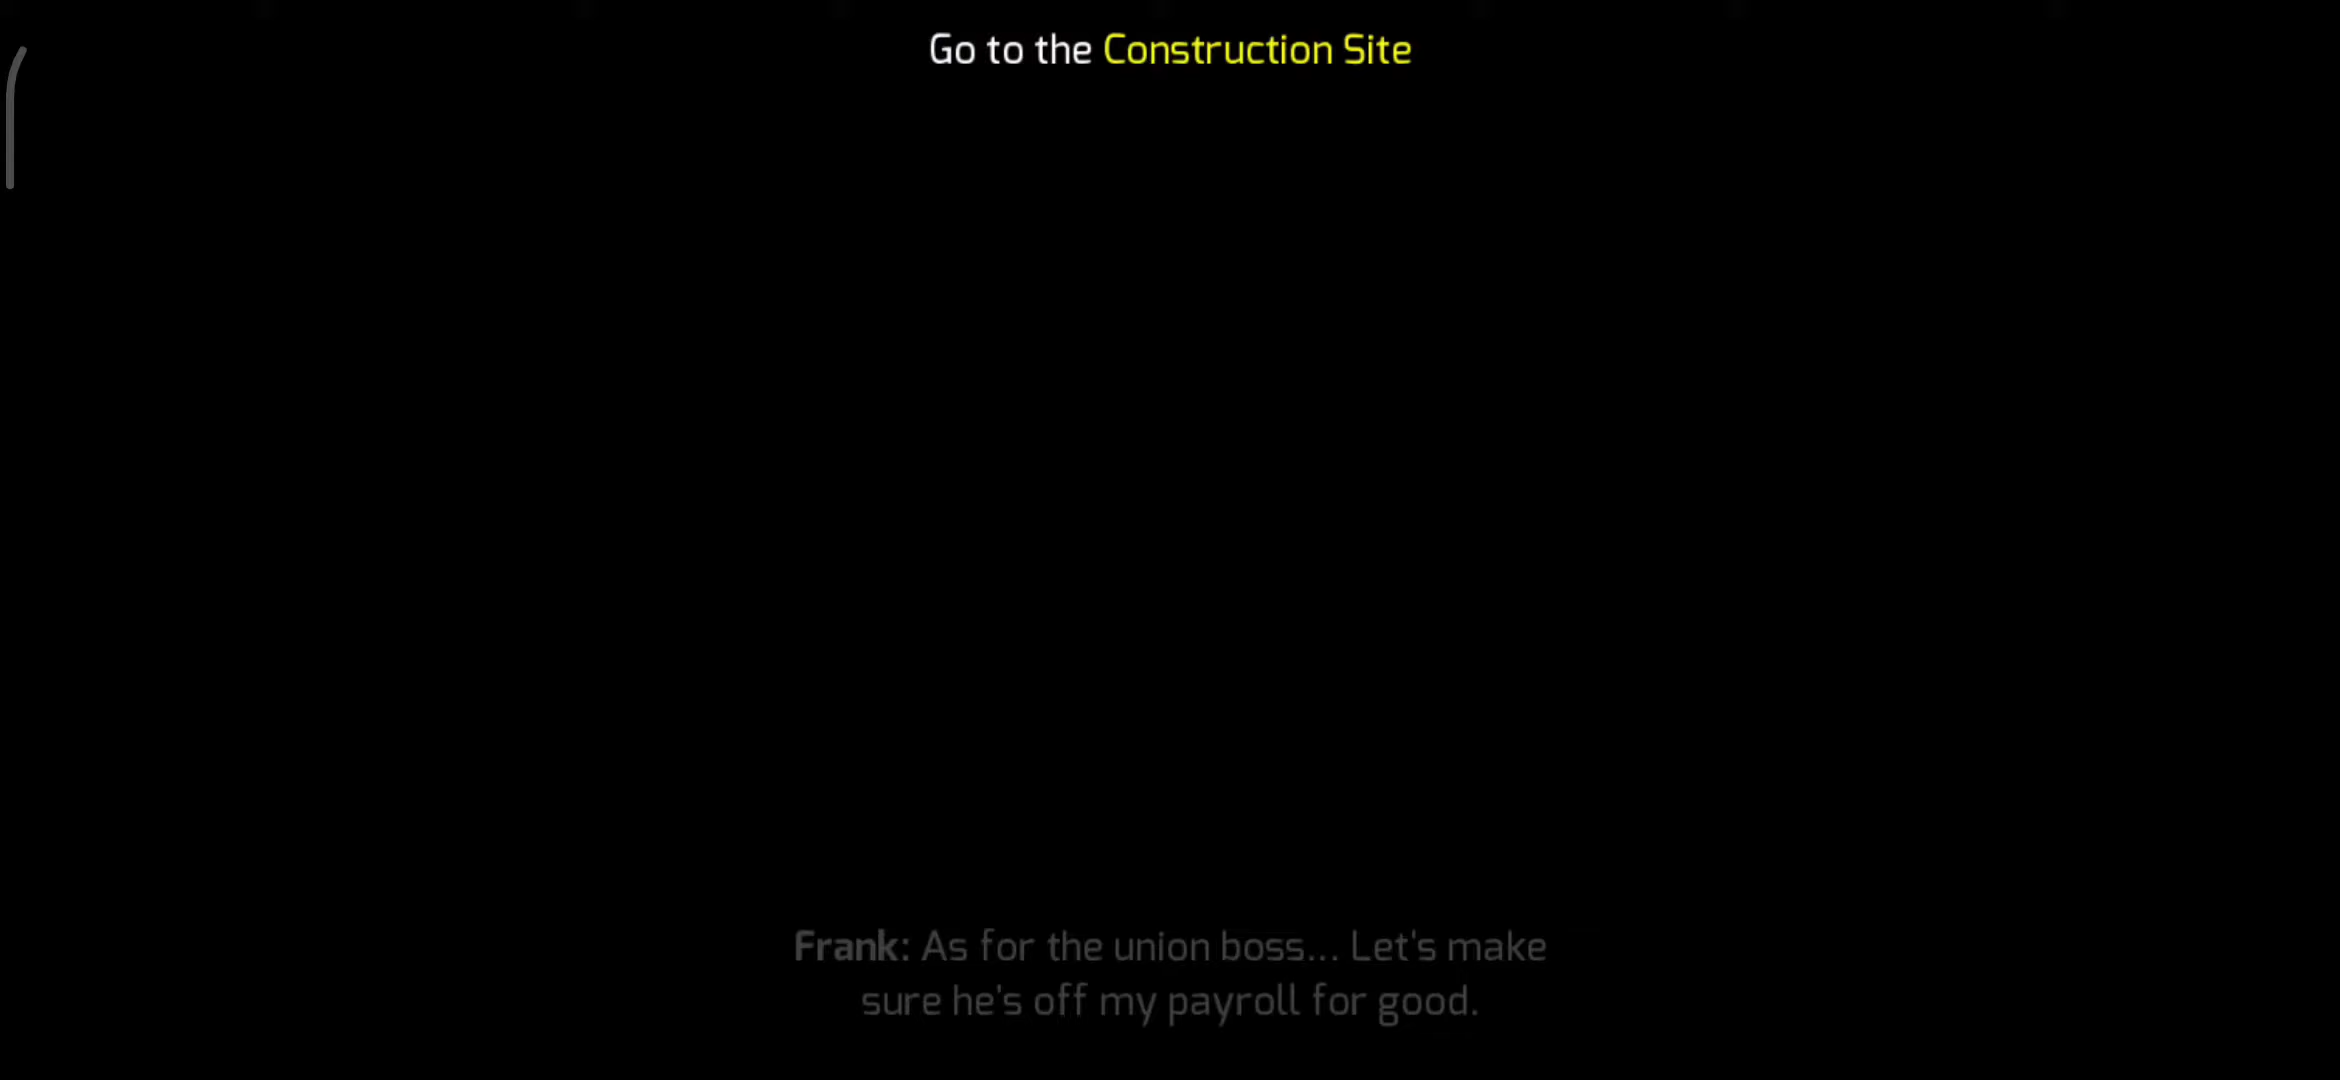 Go to the Construction Site
Frank: As for the union boss... Let's make
sure he's off my payroll for good.